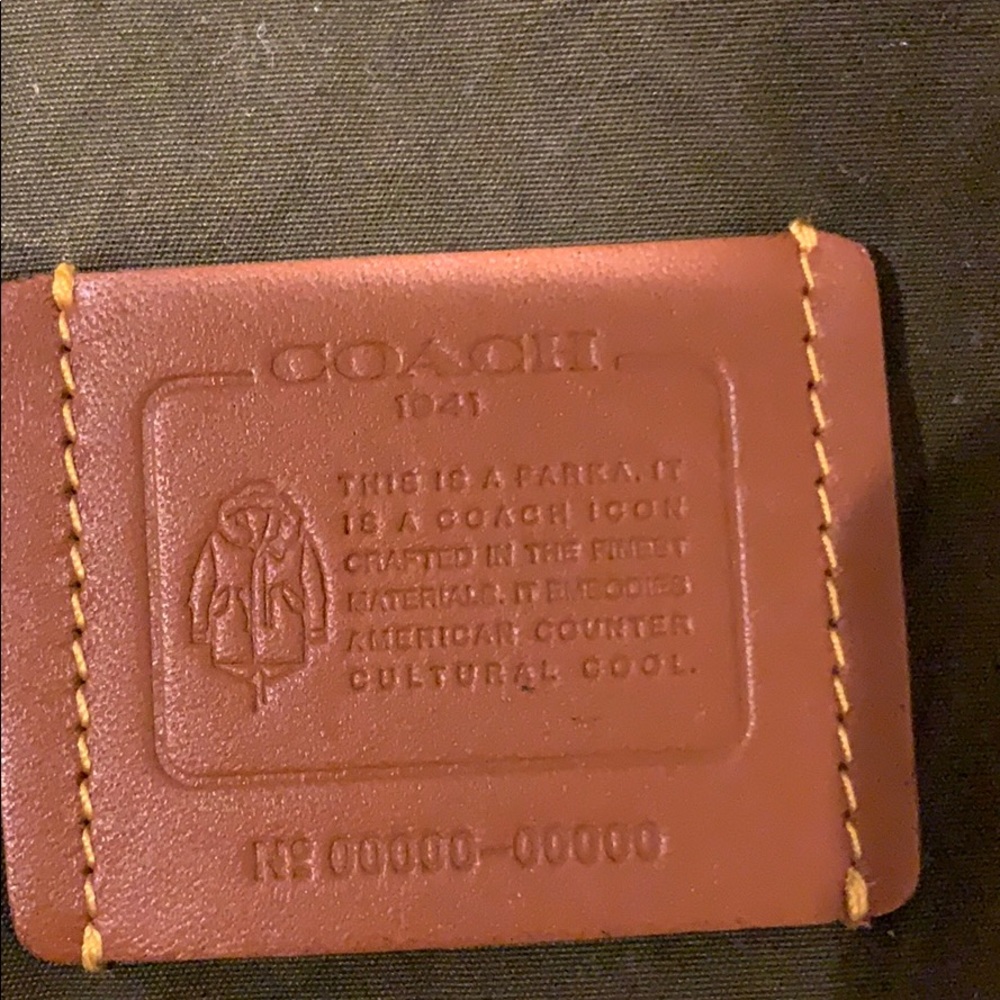 COACH
1941
THIS IS A PARKA. IT
IS A COACH ICON
CRAFTED IN THE FINEST
MATERIALS. IT EMBODIES
AMERICAN COUNTER
CULTURAL COOL.
Nº 00000-00000